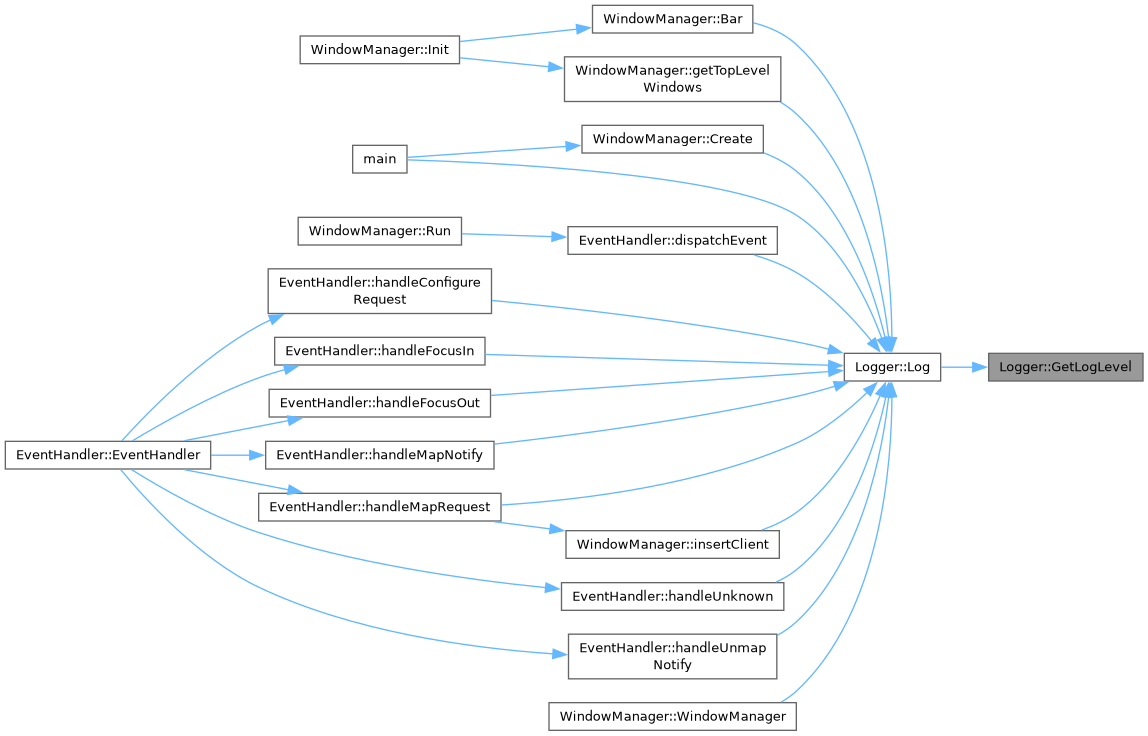 WindowManager::Bar
WindowManager::Init
WindowManager::getTopLevel
Windows
WindowManager::Create
main
WindowManager::Run
EventHandler::dispatchEvent
EventHandler::handleConfigure
Request
EventHandler::handleFocusIn
Logger::Log
Logger::GetLogLevel
EventHandler::handleFocusOut
EventHandler::EventHandler
EventHandler::handleMapNotify
EventHandler::handleMapRequest
WindowManager::insertClient
EventHandler::handleUnknown
EventHandler::handleUnmap
Notify
WindowManager::WindowManager